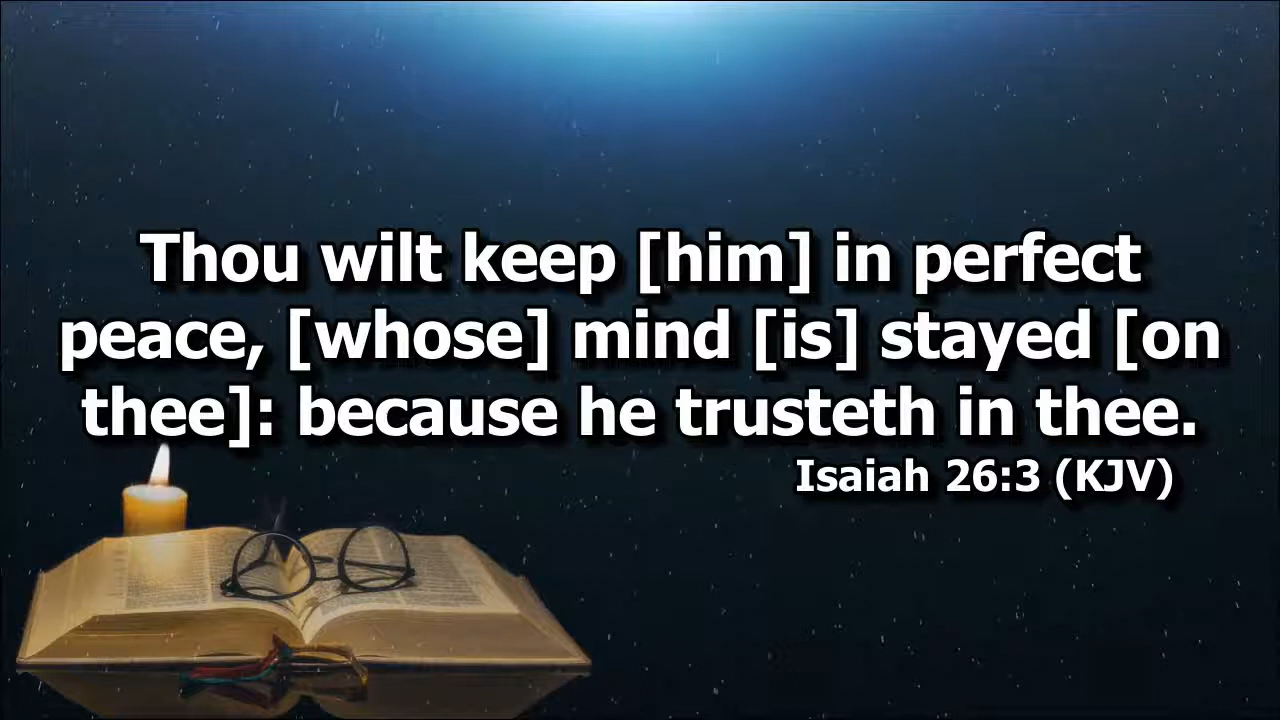 Thou wilt keep [him] in perfect
peace, [whose] mind [is] stayed [on
thee]: because he trusteth in thee.
Isaiah 26:3 (KJV)